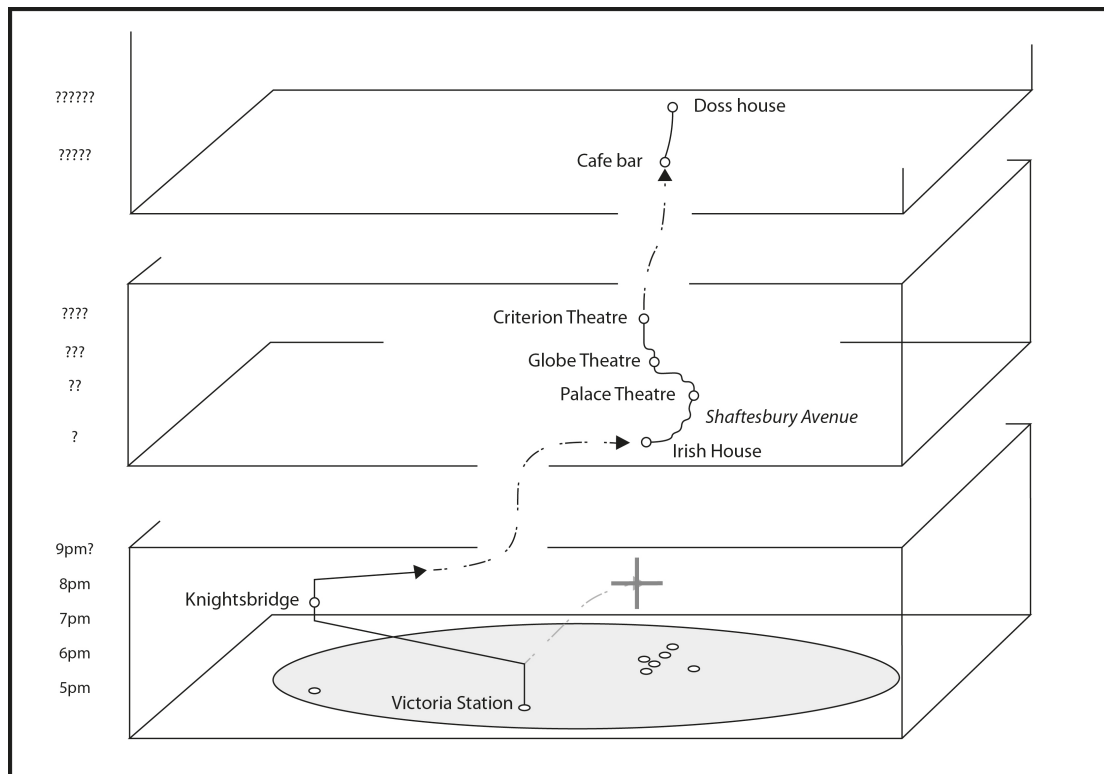 ??????
Doss house
?????
Cafe bar
????
Criterion Theatre
???
Globe Theatre
??
Palace Theatre
Shaftesbury Avenue
?
Irish House
9pm?
8pm
Knightsbridge
7pm
6pm
5pm
Victoria Station